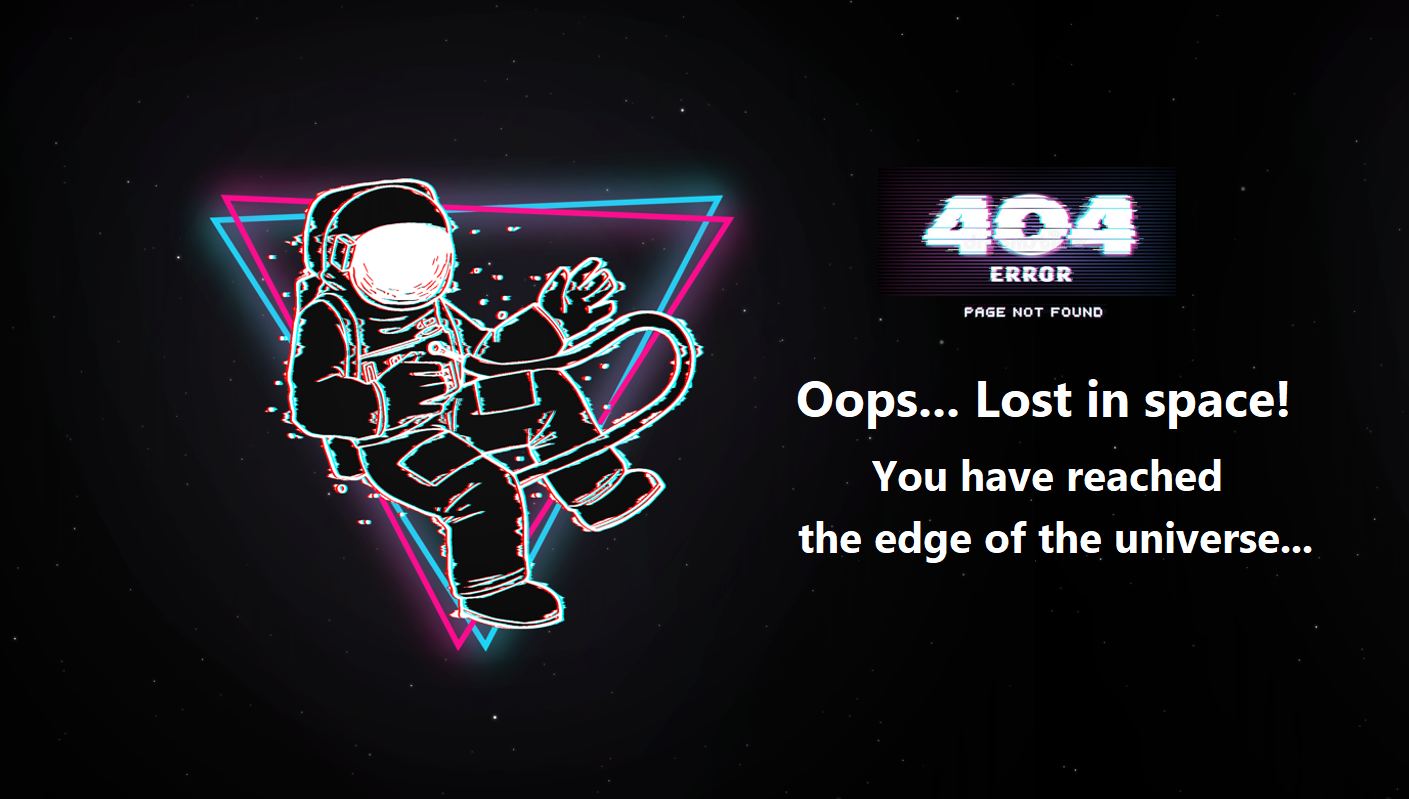 404
ERROR
PAGE NOT FOUND
Oops... Lost in space!
You have reached
the edge of the universe...